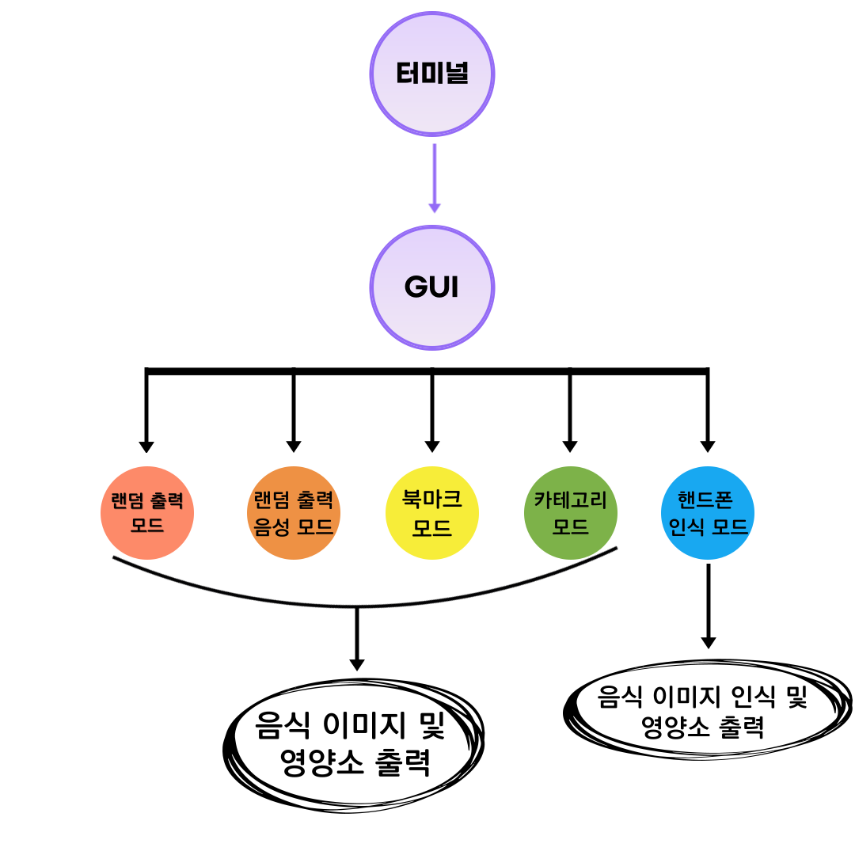 터미널
GUI
랜덤 출력
모드
랜덤 출력
음성 모드
북마크
모드
카테고리
모드
핸드폰
인식 모드
음식 이미지 및
영양소 출력
음식 이미지 인식 및
영양소 출력